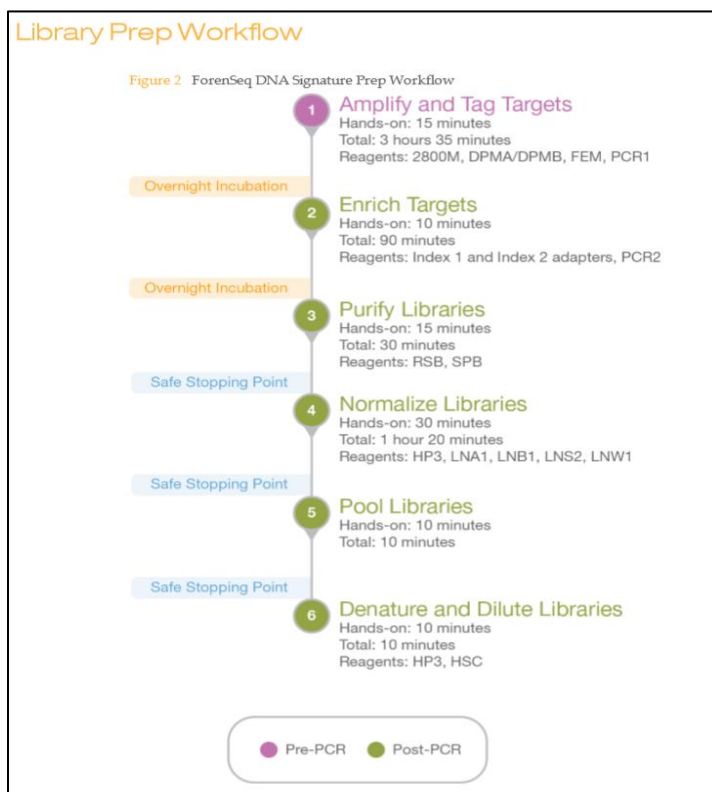 Library Prep Workflow
Figure 2 ForenSeq DNA Signature Prep Workflow
1
Amplify and Tag Targets
Hands-on: 15 minutes
Total: 3 hours 35 minutes
Reagents: 2800M, DPMA/DPMB, FEM, PCR1
Overnight Incubation
2
Enrich Targets
Hands-on: 10 minutes
Total: 90 minutes
Reagents: Index 1 and Index 2 adapters, PCR2
Overnight Incubation
3
Purify Libraries
Hands-on: 15 minutes
Total: 30 minutes
Reagents: RSB, SPB
Safe Stopping Point
4
Normalize Libraries
Hands-on: 30 minutes
Total: 1 hour 20 minutes
Reagents: HP3, LNA1, LNB1, LNS2, LNW1
Safe Stopping Point
5
Pool Libraries
Hands-on: 10 minutes
Total: 10 minutes
Safe Stopping Point
6
Denature and Dilute Libraries
Hands-on: 10 minutes
Total: 10 minutes
Reagents: HP3, HSC
Pre-PCR
Post-PCR